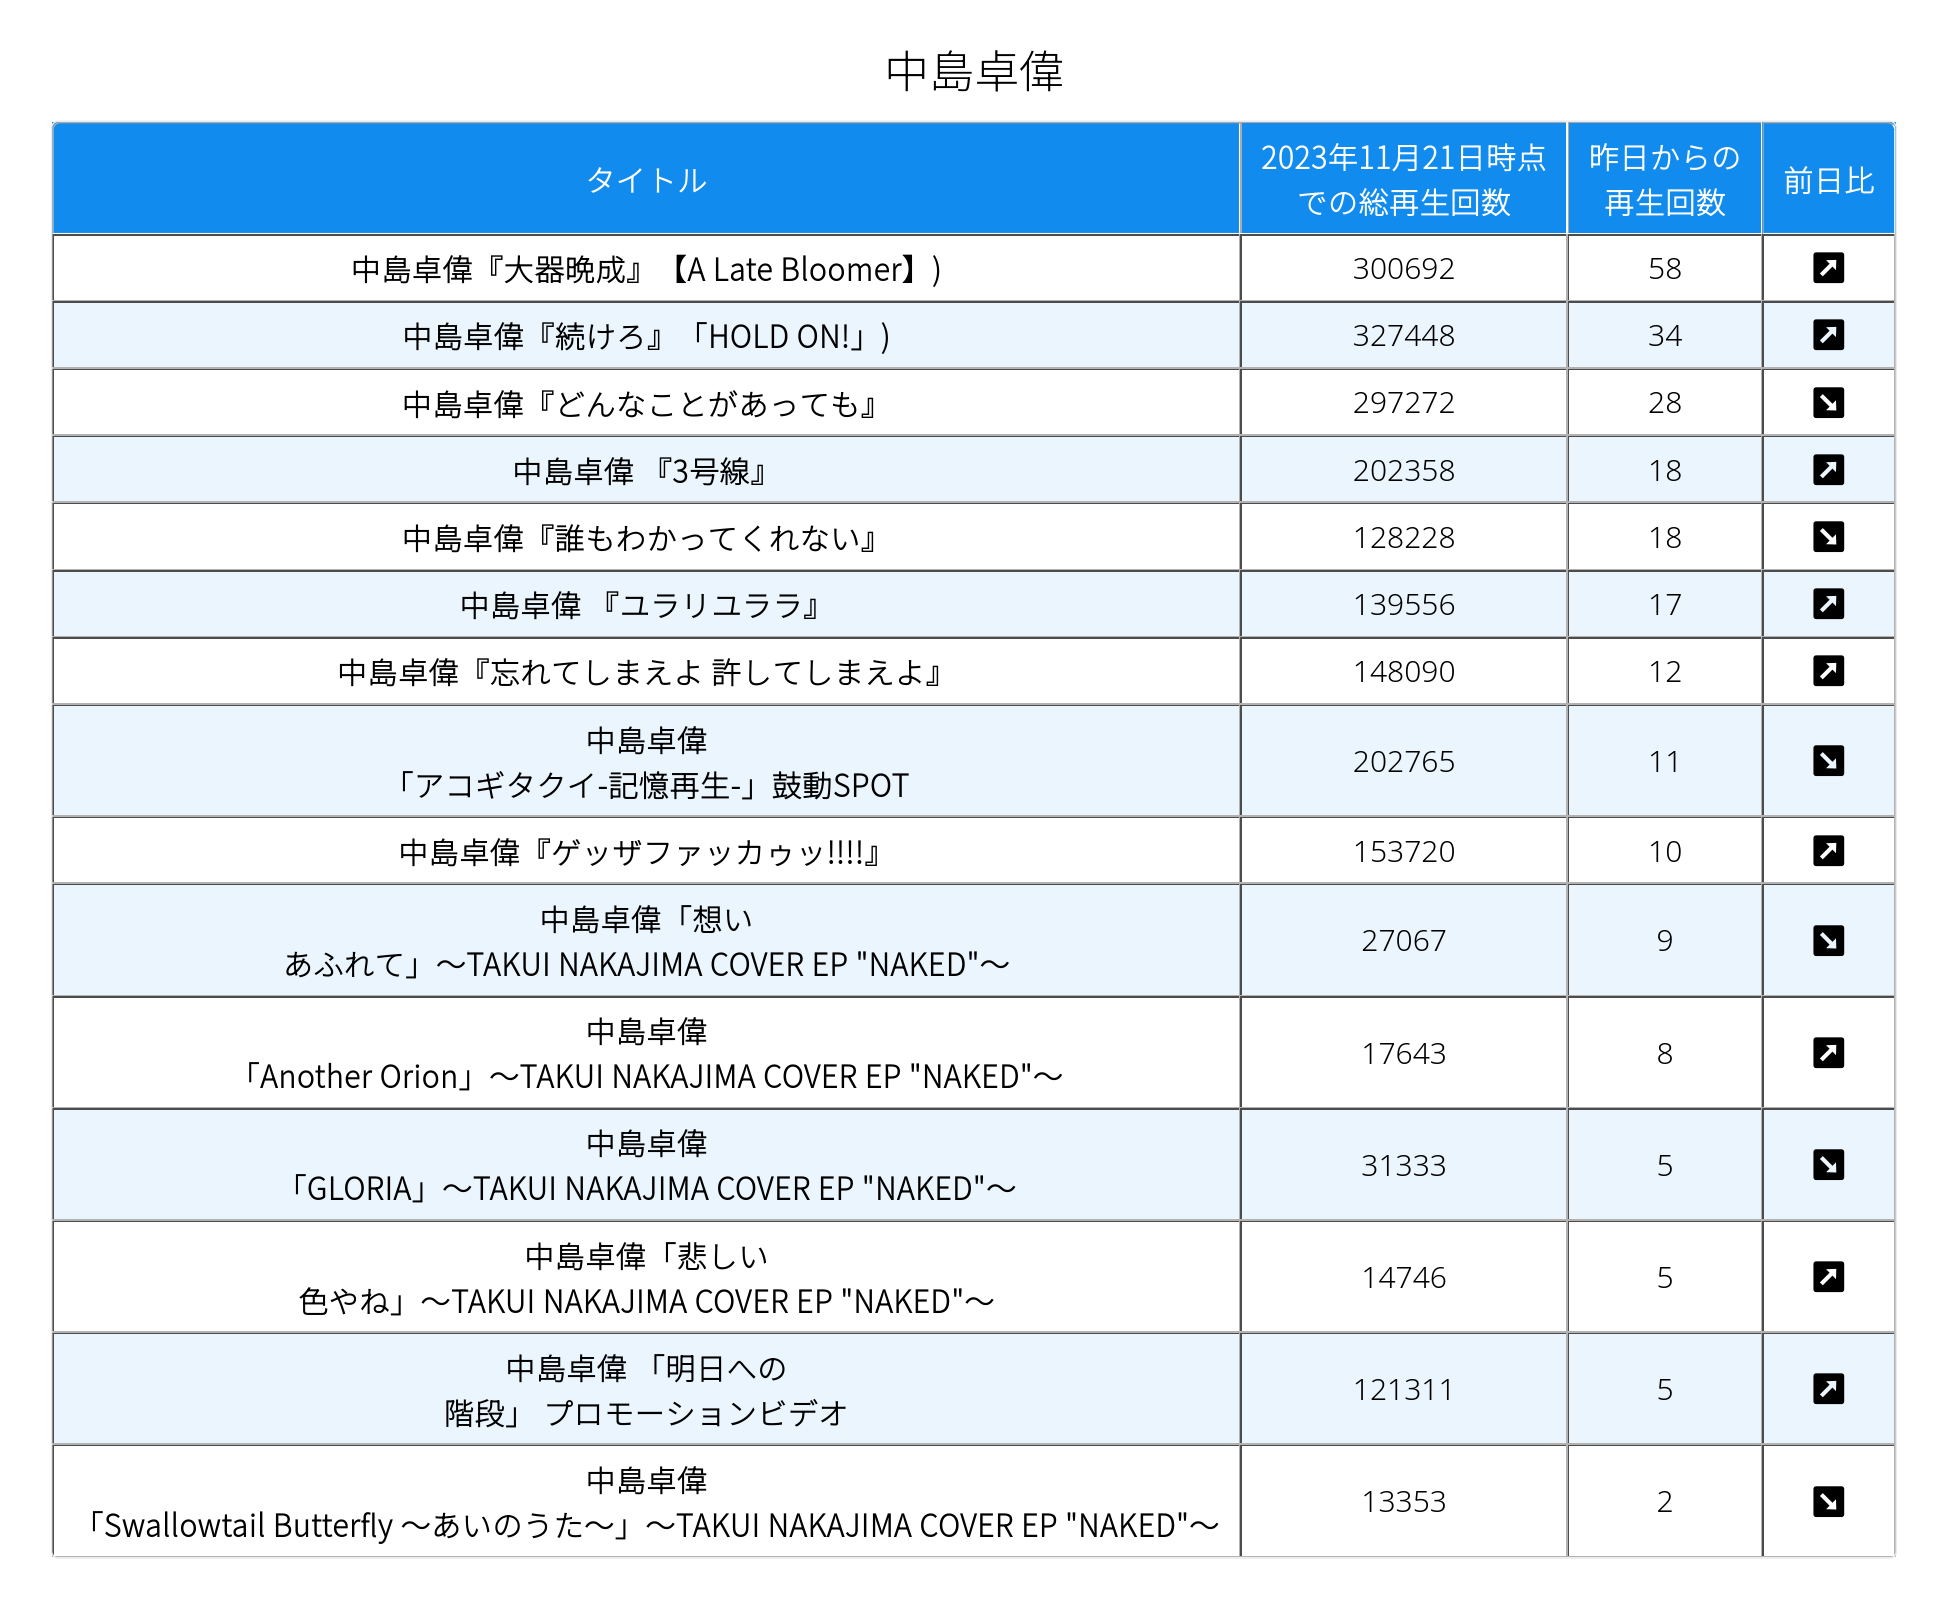 中島卓偉
タイトル
2023年11月21日時点
での総再生回数
昨日からの
再生回数
前日比
中島卓偉『大器晩成』【A Late Bloomer】)
300692
58
中島卓偉『続けろ』「HOLD ON!」)
327448
34
中島卓偉『どんなことがあっても』
297272
28
中島卓偉 『3号線』
202358
18
中島卓偉『誰もわかってくれない』
128228
18
中島卓偉 『ユラリユララ』
139556
17
中島卓偉『忘れてしまえよ 許してしまえよ』
148090
12
中島卓偉
「アコギタクイ-記憶再生-」鼓動SPOT
202765
11
中島卓偉『ゲッザファッカゥッ!!!!』
153720
10
中島卓偉「想い
あふれて」〜TAKUI NAKAJIMA COVER EP "NAKED"〜
27067
9
中島卓偉
「Another Orion」〜TAKUI NAKAJIMA COVER EP "NAKED"〜
17643
8
中島卓偉
「GLORIA」〜TAKUI NAKAJIMA COVER EP "NAKED"〜
31333
5
中島卓偉「悲しい
色やね」〜TAKUI NAKAJIMA COVER EP "NAKED"〜
14746
5
中島卓偉 「明日への
階段」 プロモーションビデオ
121311
5
中島卓偉
「Swallowtail Butterfly 〜あいのうた〜」〜TAKUI NAKAJIMA COVER EP "NAKED"〜
13353
2